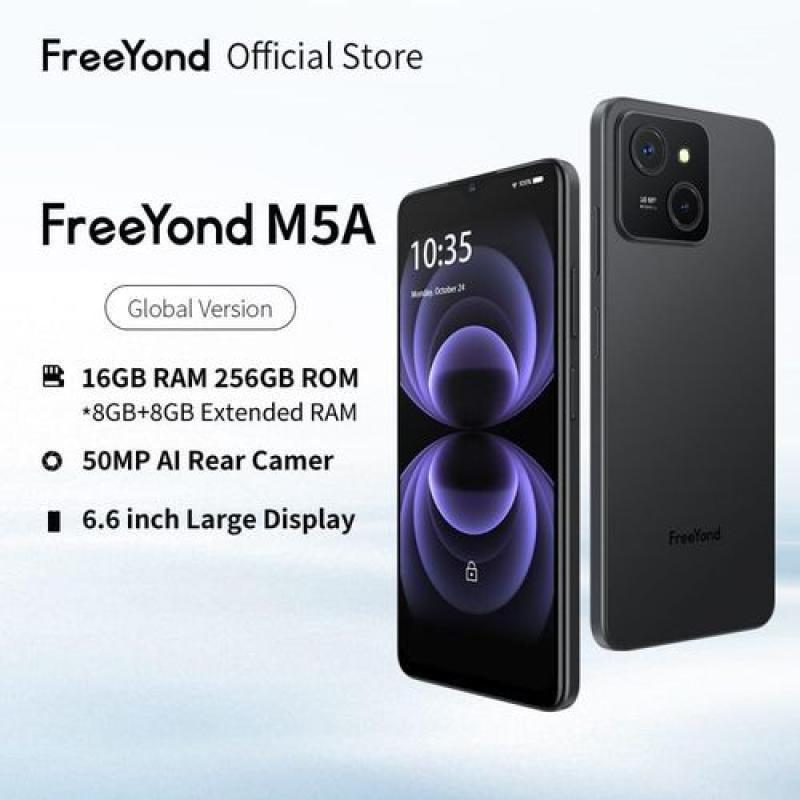 FreeYond Official Store
FreeYond M5A
Global Version
16GB RAM 256GB ROM
*8GB+8GB Extended RAM
50MP AI Rear Camer
6.6 inch Large Display
100%
10:35
Monday, October 24
FreeYond